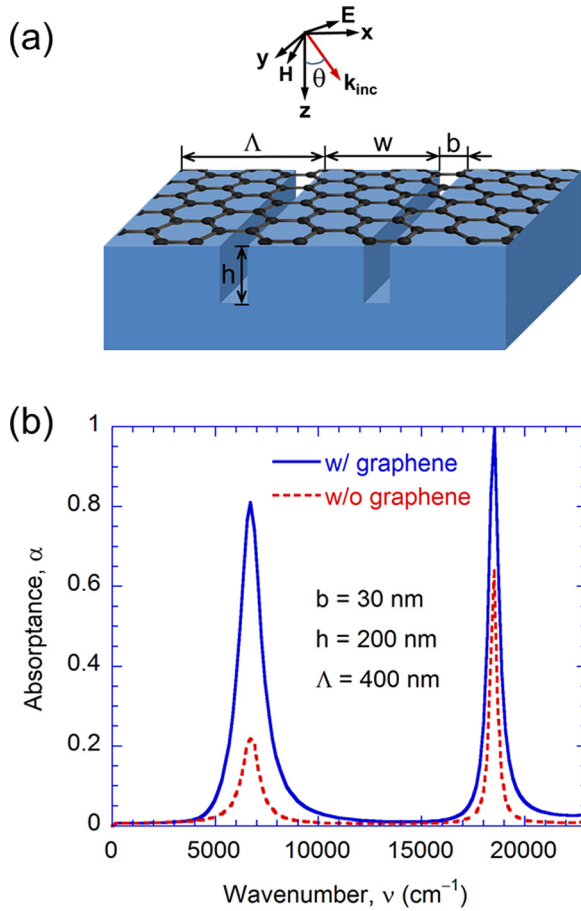 (a)
E
x
y
H
θ
k_inc
z
Λ w b
h
(b)
1
0.8
0.6
0.4
0.2
0
Absorptance, α
w/ graphene
w/o graphene
b = 30 nm
h = 200 nm
Λ = 400 nm
0 5000 10000 15000 20000
Wavenumber, ν (cm⁻¹)